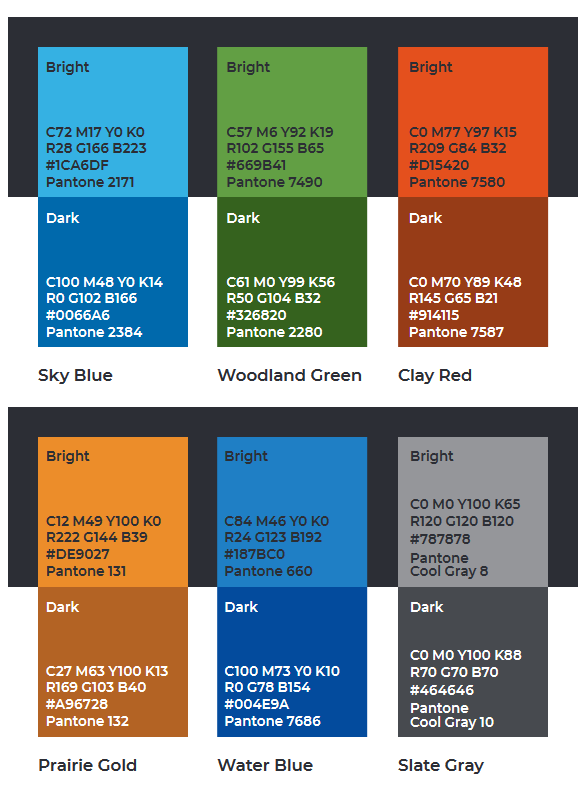 Bright
C72 M17 Y0 K0
R28 G166 B223
#1CA6DF
Pantone 2171
Dark
C100 M48 Y0 K14
R0 G102 B166
#0066A6
Pantone 2384
Sky Blue
Bright
C57 M6 Y92 K19
R102 G155 B65
#669B41
Pantone 7490
Dark
C61 M0 Y99 K56
R50 G104 B32
#326820
Pantone 2280
Woodland Green
Bright
C0 M77 Y97 K15
R209 G84 B32
#D15420
Pantone 7580
Dark
C0 M70 Y89 K48
R145 G65 B21
#914115
Pantone 7587
Clay Red
Bright
C12 M49 Y100 K0
R222 G144 B39
#DE9027
Pantone 131
Dark
C27 M63 Y100 K13
R169 G103 B40
#A96728
Pantone 132
Prairie Gold
Bright
C84 M46 Y0 K0
R24 G123 B192
#187BC0
Pantone 660
Dark
C100 M73 Y0 K10
R0 G78 B154
#004E9A
Pantone 7686
Water Blue
Bright
C0 M0 Y100 K65
R120 G120 B120
#787878
Pantone
Cool Gray 8
Dark
C0 M0 Y100 K88
R70 G70 B70
#464646
Pantone
Cool Gray 10
Slate Gray